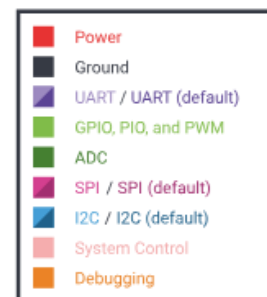 Power
Ground
UART / UART (default)
GPIO, PIO, and PWM
ADC
SPI / SPI (default)
I2C / I2C (default)
System Control
Debugging